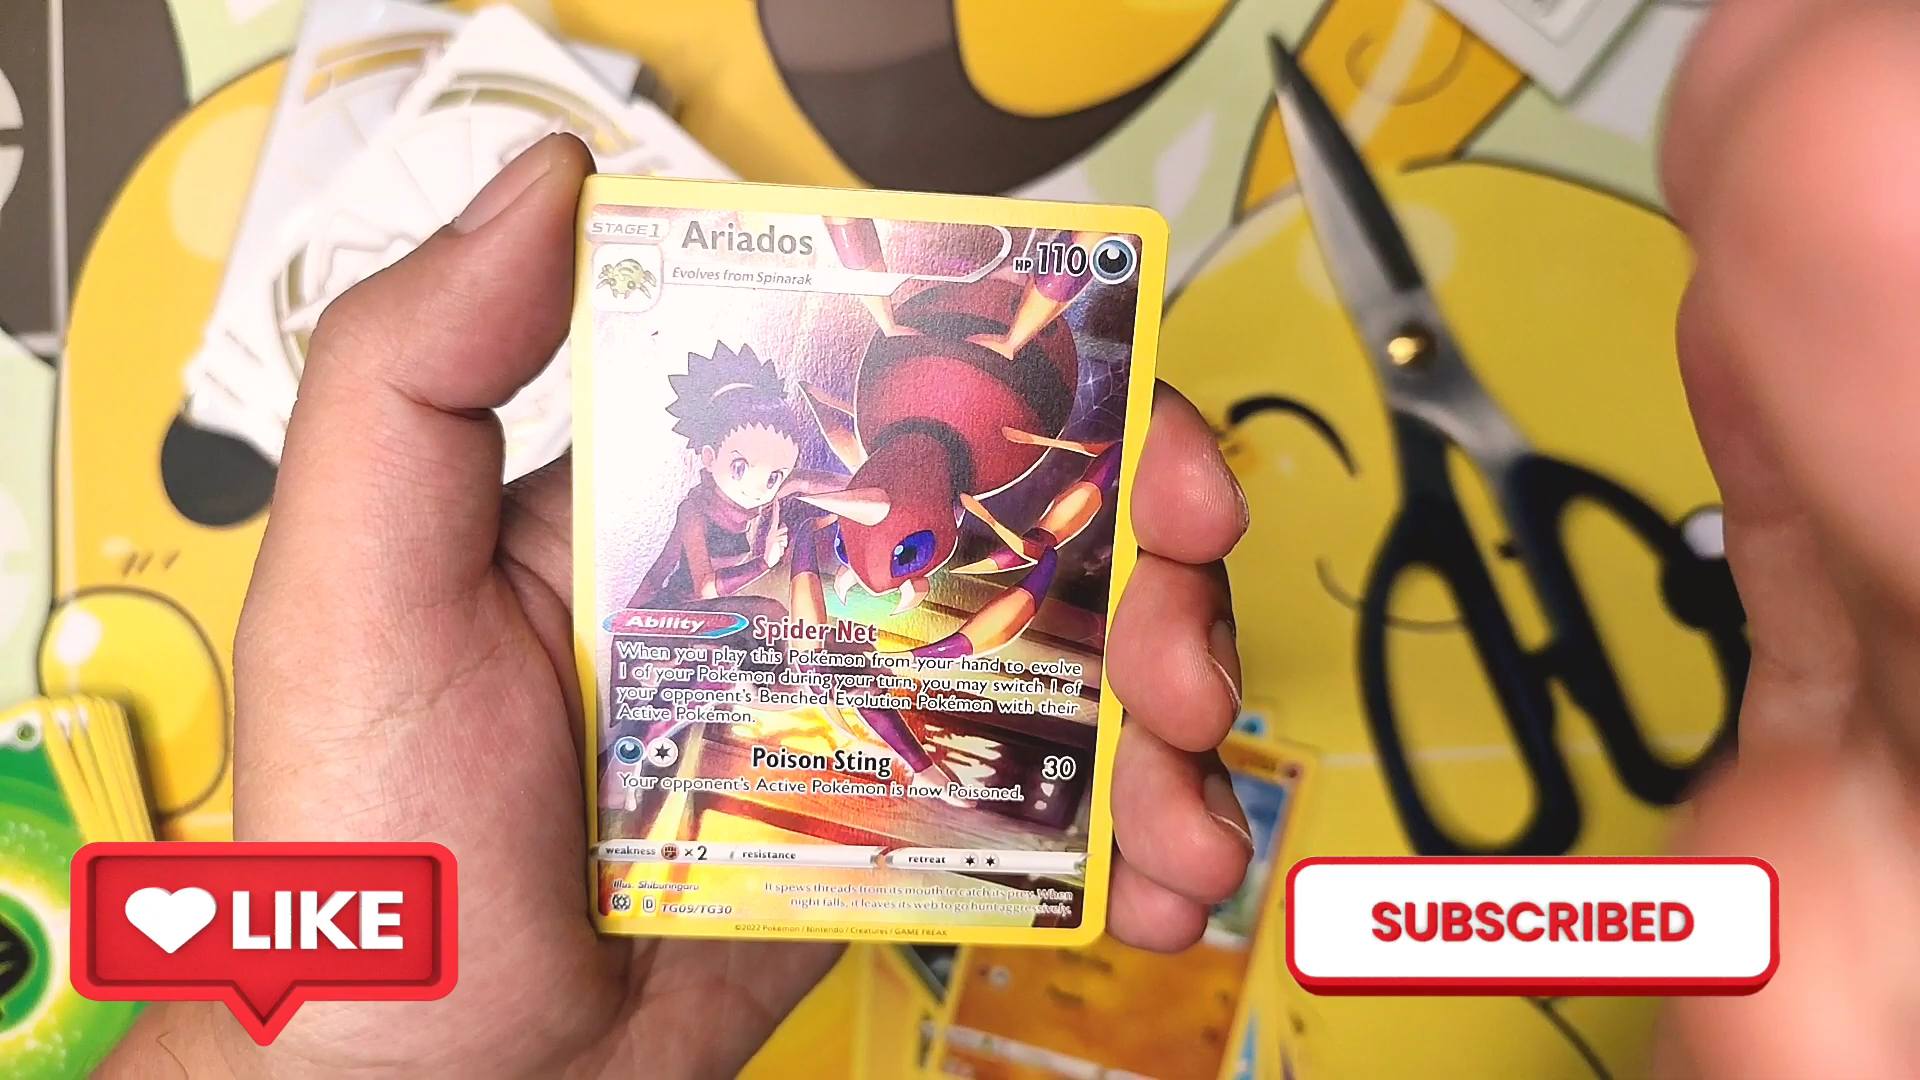 STAGE 1
Ariados
HP 110
Evolves from Spinarak
Ability Spider Net
When you play this Pokémon from your hand to evolve
1 of your Pokémon during your turn, you may switch 1 of
your opponent's Benched Evolution Pokémon with their
Active Pokémon.
Poison Sting 30
Your opponent's Active Pokémon is now Poisoned.
weakness ×2 resistance retreat
Illus. Shiburingaru
It spews threads from its mouth to catch its prey. When
night falls, it leaves its web to go hunt aggressively.
D TG09/TG30
©2022 Pokémon / Nintendo / Creatures / GAME FREAK
LIKE
SUBSCRIBED